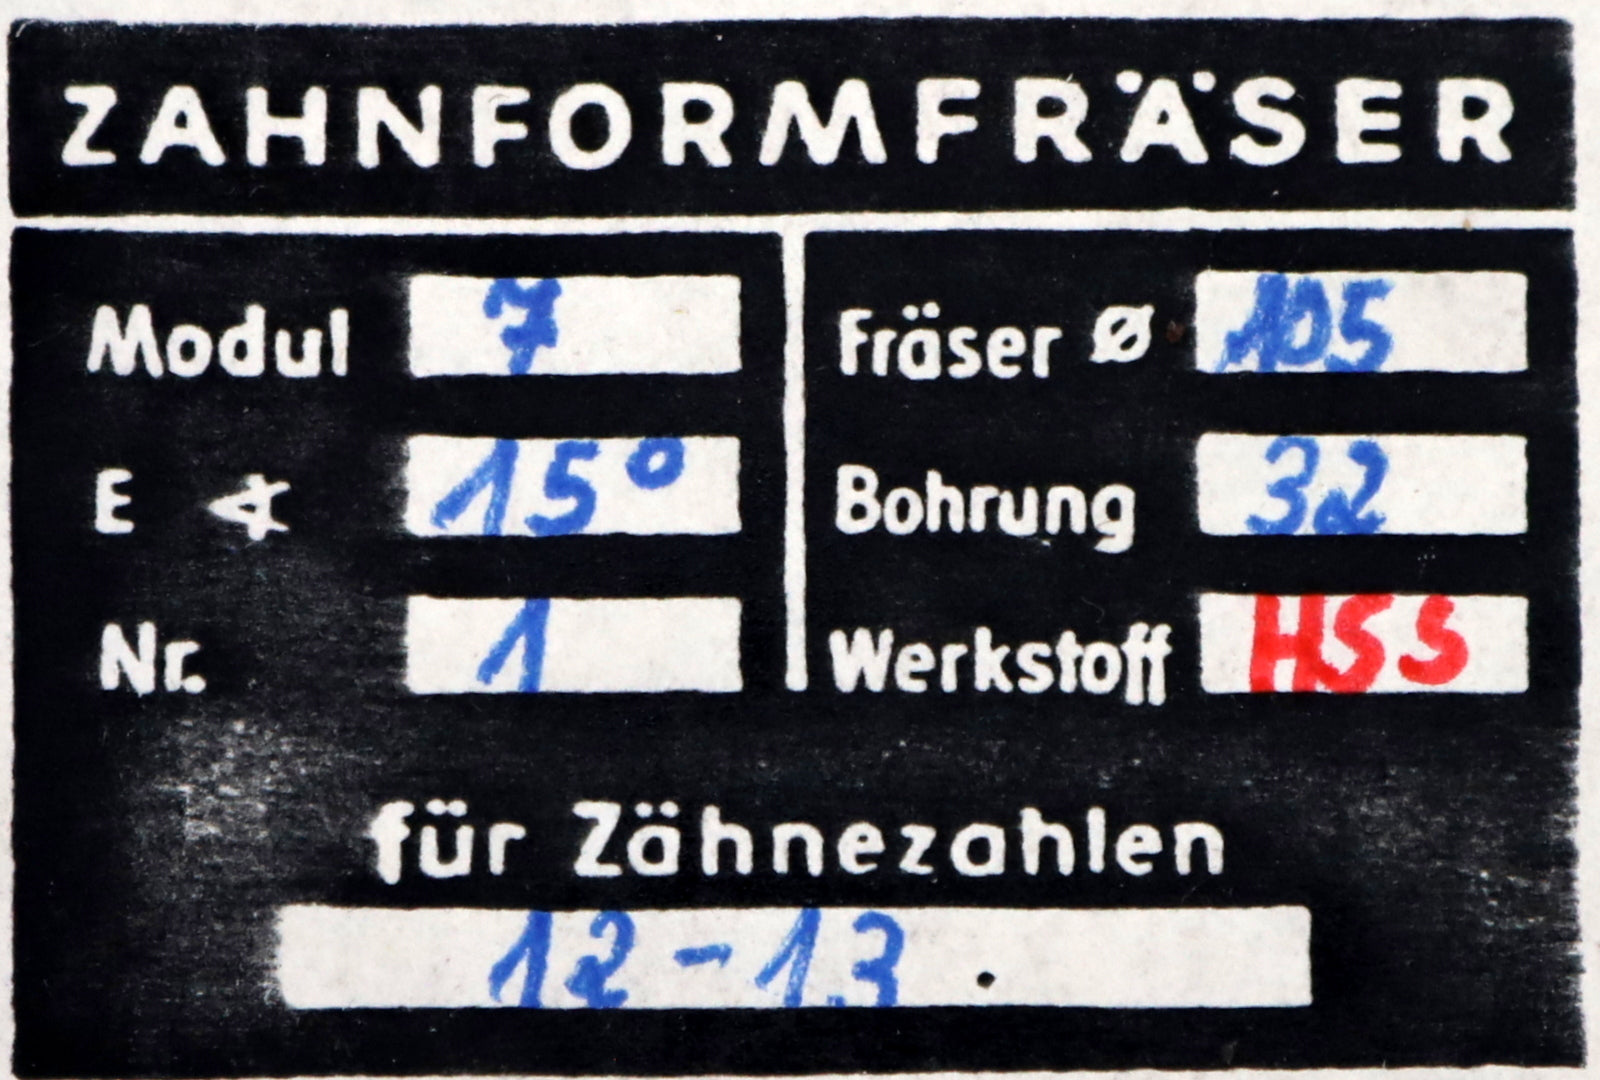 ZAHNFORMFRÄSER
Modul 7
E ∢ 15°
Nr. 1
Fräser Ø 105
Bohrung 32
Werkstoff HSS
für Zähnezahlen
12-13